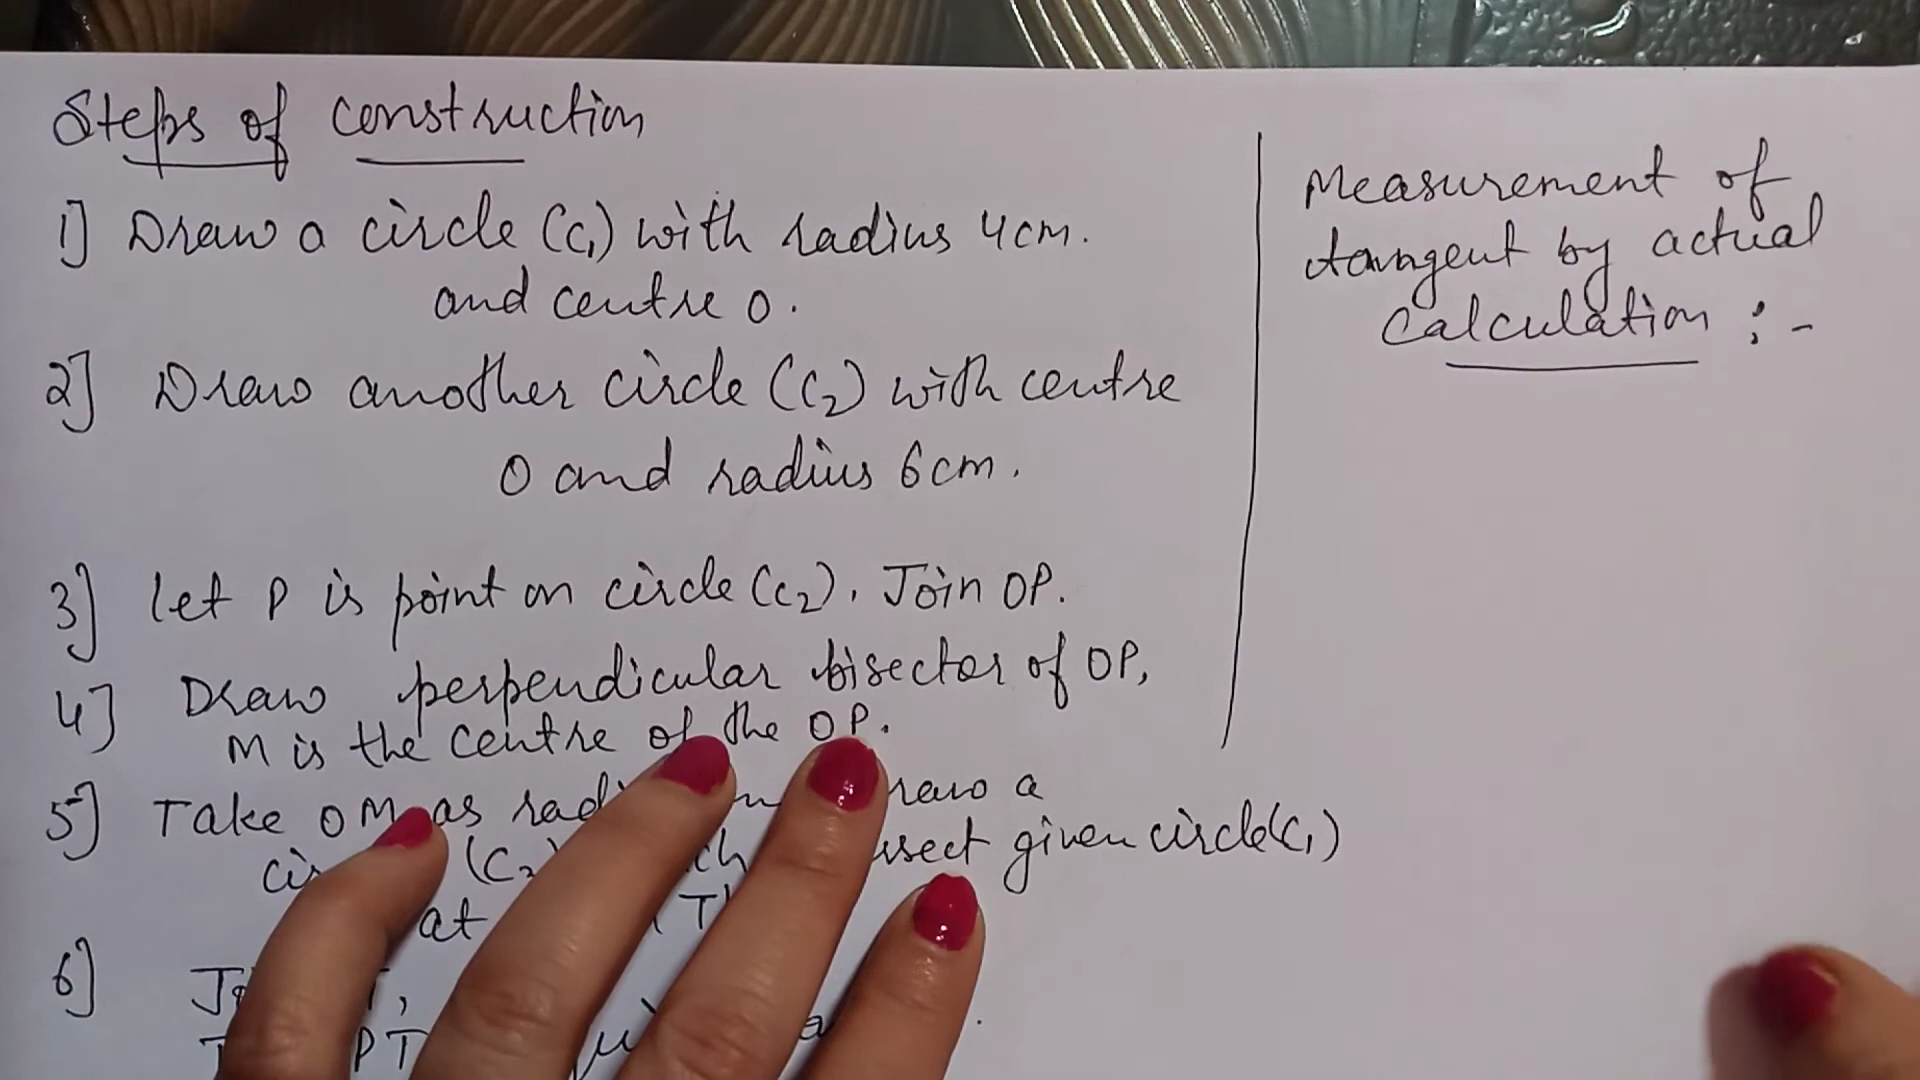 Steps of construction
1] Draw a circle (C₁) with radius 4cm.
and centre O.
2] Draw another circle (C₂) with centre
O and radius 6cm.
3] Let P is point on circle (C₂). Join OP.
4] Draw perpendicular bisector of OP,
M is the centre of the OP.
5] Take OM as a
given circle (C₁)
at
6]
PT
Measurement of
tangent by actual
calculation :-